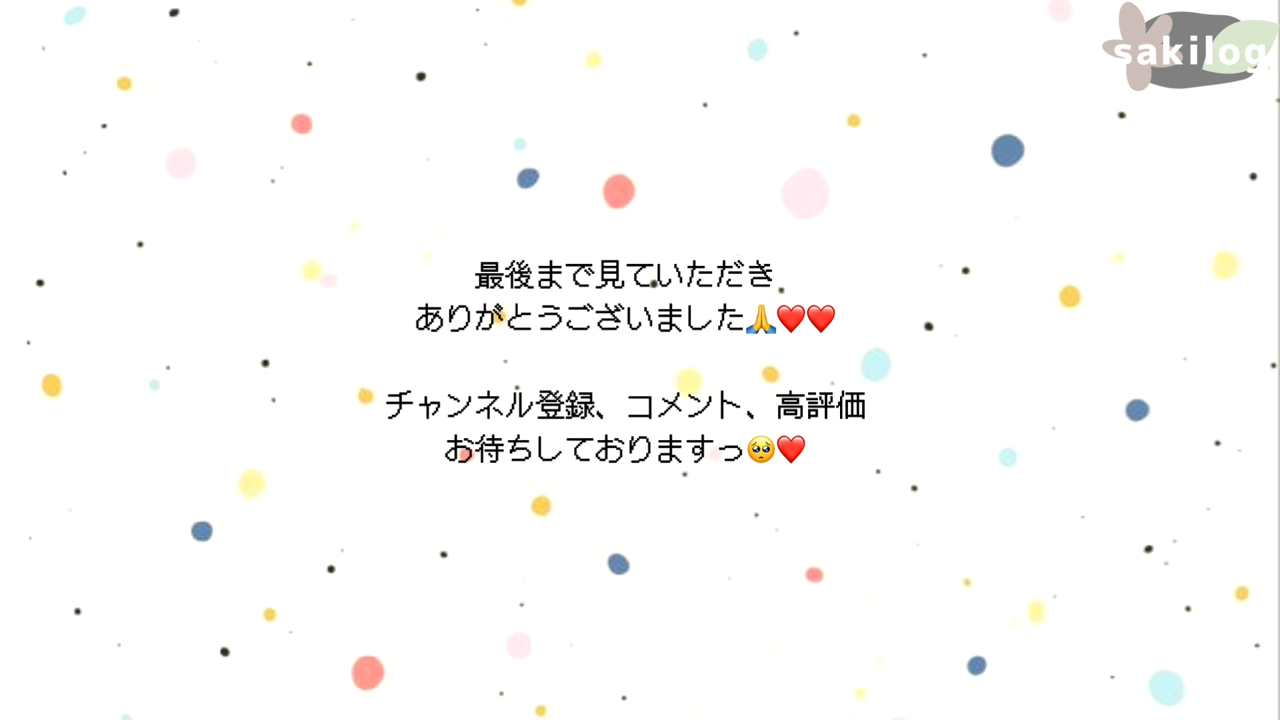 sakilog
最後まで見ていただき
ありがとうございました🙏❤️❤️
チャンネル登録、コメント、高評価
お待ちしておりますっ🥺❤️